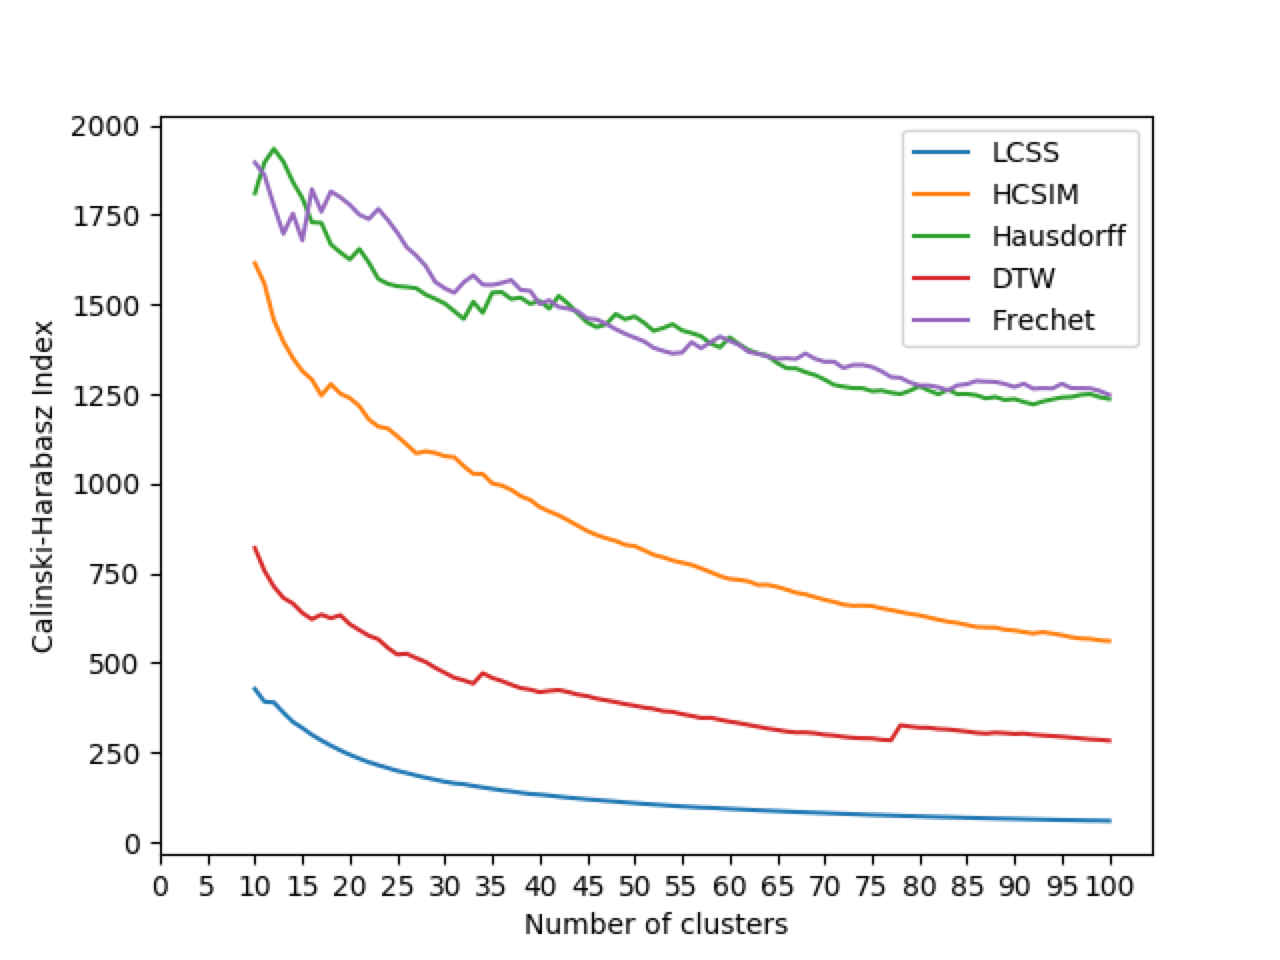 2000
1750
1500
1250
1000
750
500
250
0
Calinski-Harabasz Index
LCSS
HCSIM
Hausdorff
DTW
Frechet
0 5 10 15 20 25 30 35 40 45 50 55 60 65 70 75 80 85 90 95 100
Number of clusters